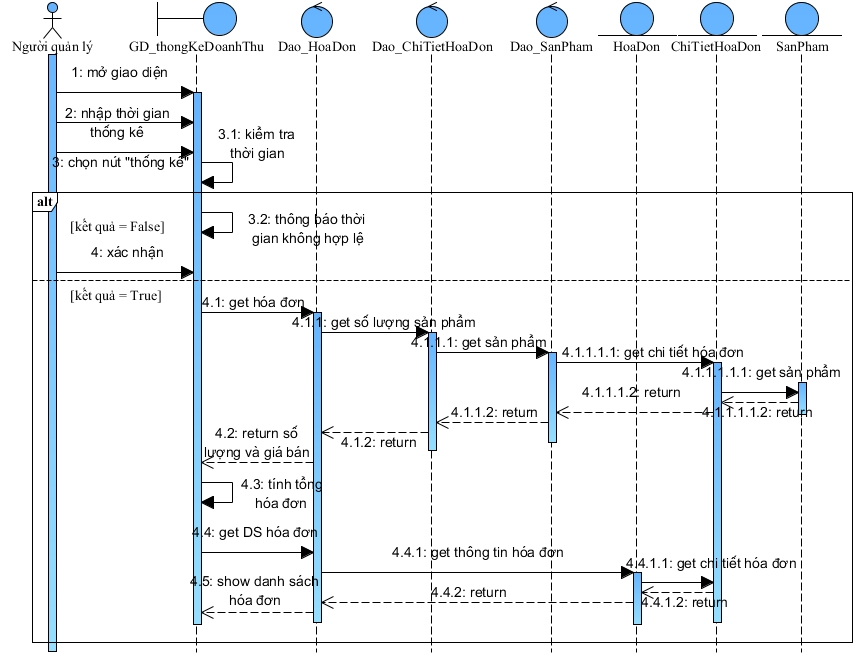 Người quản lý
GD_thongKeDoanhThu
Dao_HoaDon
Dao_ChiTietHoaDon
Dao_SanPham
HoaDon
ChiTietHoaDon
SanPham
1: mở giao diện
2: nhập thời gian
thống kê
3: chọn nút "thống kê"
3.1: kiểm tra
thời gian
alt
[kết quả = False]
3.2: thông báo thời
gian không hợp lệ
4: xác nhận
[kết quả = True]
4.1: get hóa đơn
4.1.1: get số lượng sản phẩm
4.1.1.1: get sản phẩm
4.1.1.1.1: get chi tiết hóa đơn
4.1.1.1.1.1: get sản phẩm
4.1.1.1.2: return
4.1.1.1.1.2: return
4.1.1.2: return
4.1.2: return
4.2: return số
lượng và giá bán
4.3: tính tổng
hóa đơn
4.4: get DS hóa đơn
4.4.1: get thông tin hóa đơn
4.4.1.1: get chi tiết hóa đơn
4.4.1.2: return
4.4.2: return
4.5: show danh sách
hóa đơn